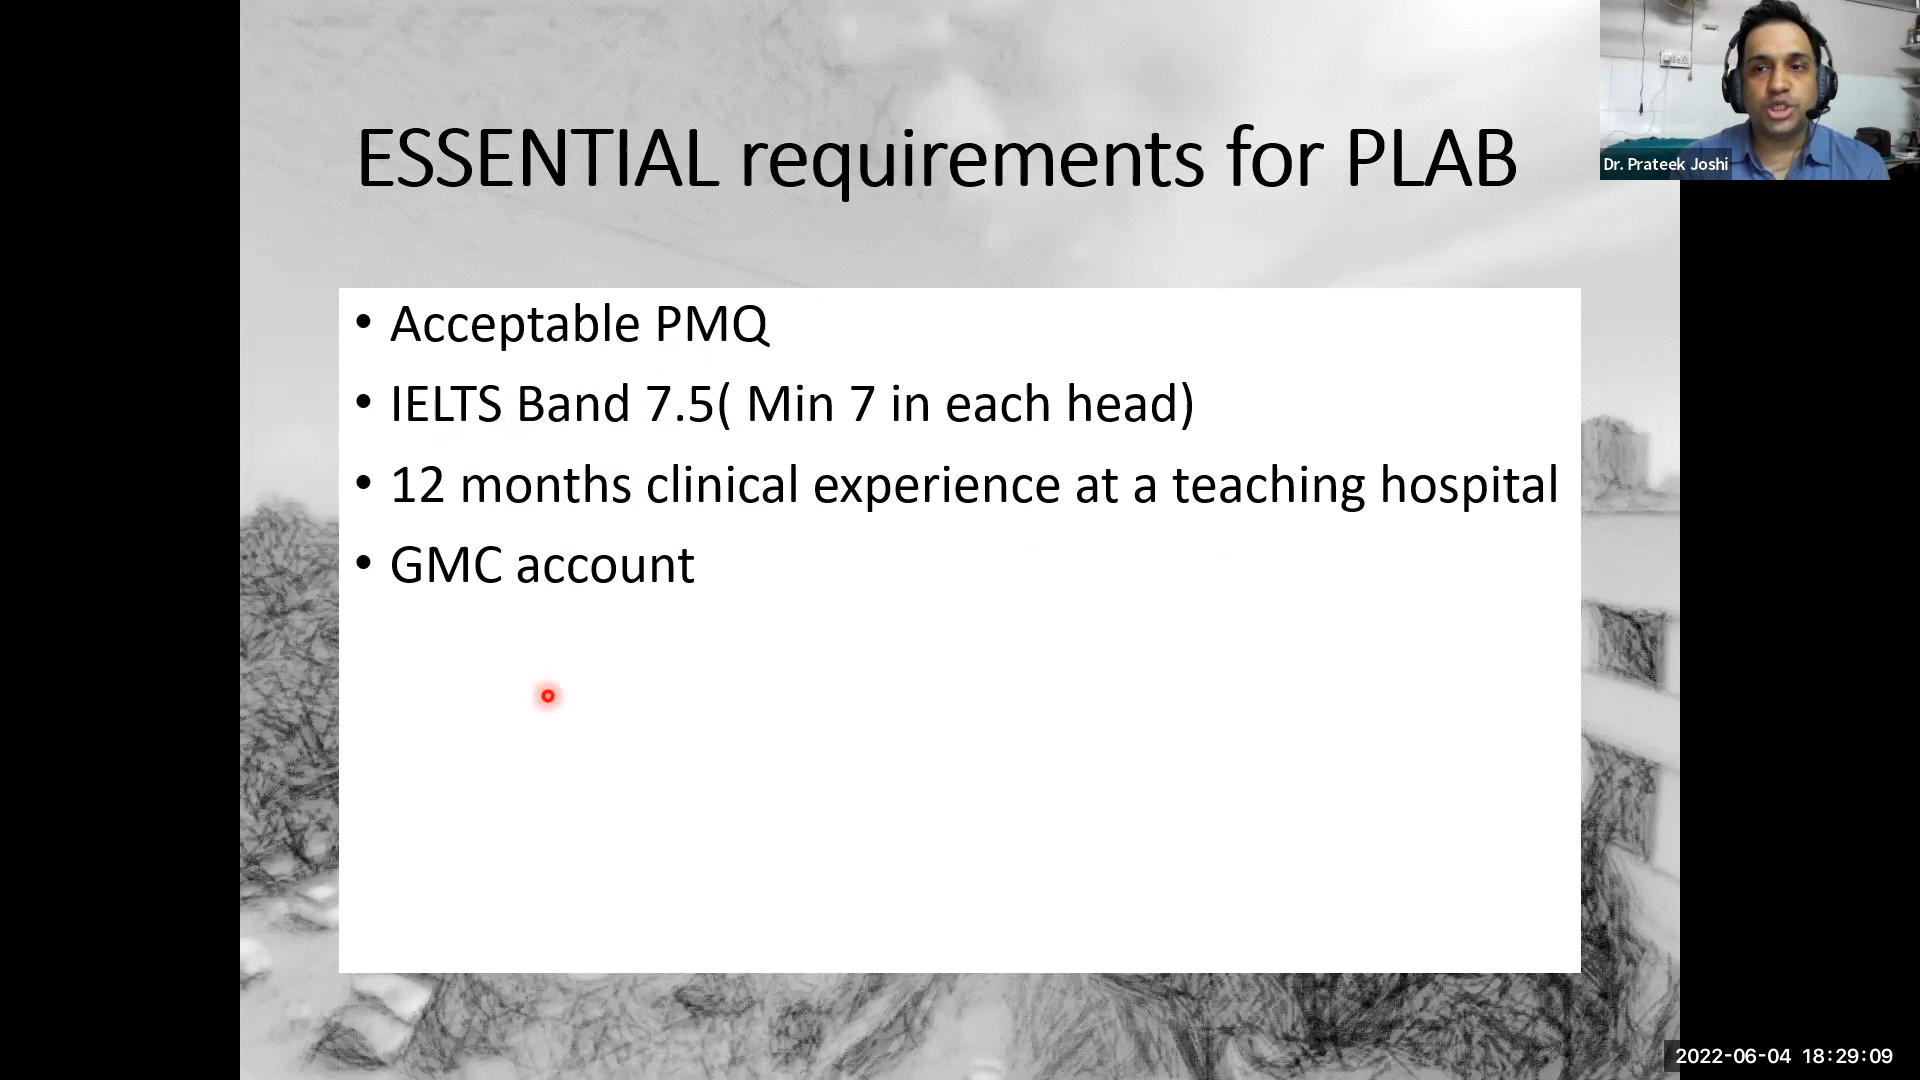 ESSENTIAL requirements for PLAB
Dr. Prateek Joshi
• Acceptable PMQ
• IELTS Band 7.5( Min 7 in each head)
• 12 months clinical experience at a teaching hospital
• GMC account
2022-06-04 18:29:09